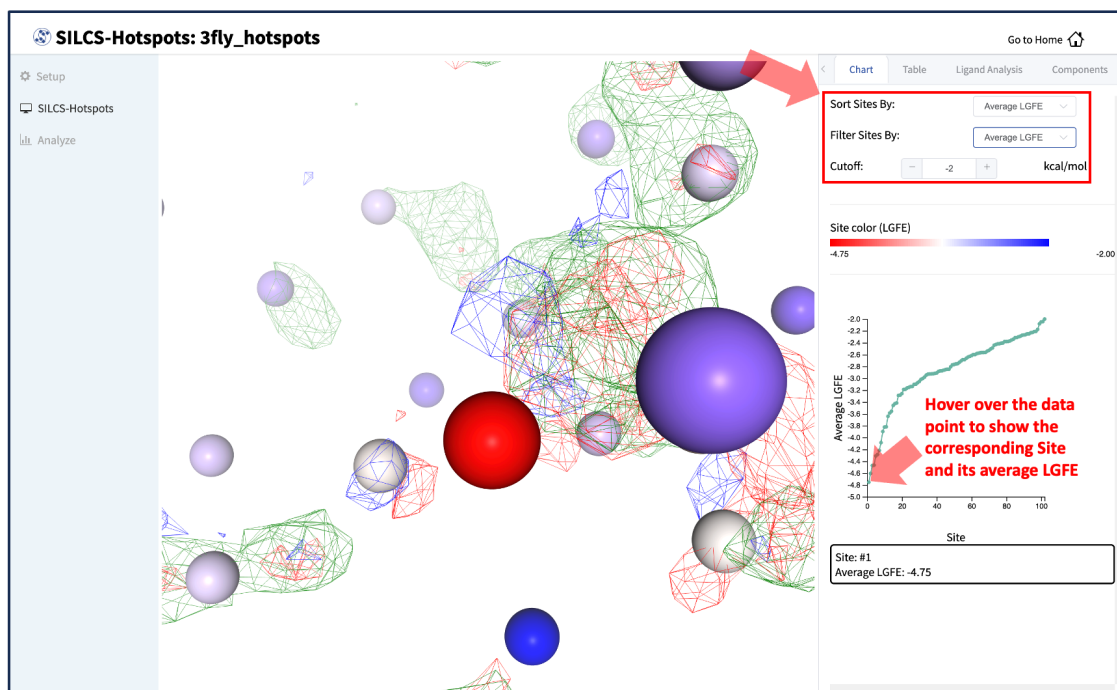 SILCS-Hotspots: 3fly_hotspots
Go to Home
Setup
SILCS-Hotspots
Analyze
Chart Table Ligand Analysis Components
Sort Sites By: Average LGFE
Filter Sites By: Average LGFE
Cutoff: − -2 + kcal/mol
Site color (LGFE)
-4.75 -2.00
-2.0
-2.2
-2.4
-2.6
-2.8
-3.0
-3.2
-3.4
-3.6
-3.8
-4.0
-4.2
-4.4
-4.6
-4.8
-5.0
Average LGFE
Hover over the data
point to show the
corresponding Site
and its average LGFE
0 20 40 60 80 100
Site
Site: #1
Average LGFE: -4.75